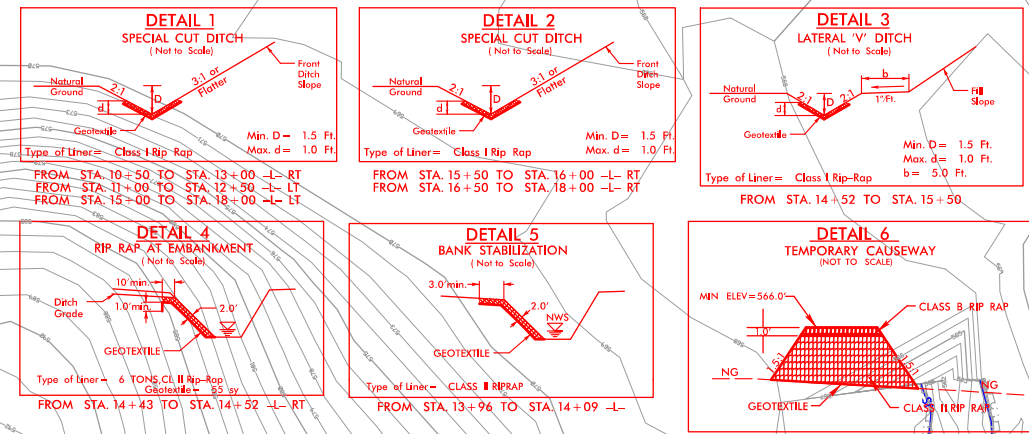 DETAIL 1
SPECIAL CUT DITCH
( Not to Scale)
Natural
Ground
2:1
d
D
3:1 or
Flatter
Front
Ditch
Slope
Geotextile
Min. D= 1.5 Ft.
Max. d= 1.0 Ft.
Type of Liner= Class I Rip Rap
FROM STA. 10+50 TO STA. 13+00 -L- RT
FROM STA. 11+00 TO STA. 12+50 -L- LT
FROM STA. 15+00 TO STA. 18+00 -L- LT
DETAIL 2
SPECIAL CUT DITCH
( Not to Scale)
Natural
Ground
2:1
d
D
3:1 or
Flatter
Front
Ditch
Slope
Geotextile
Min. D= 1.5 Ft.
Max. d= 1.0 Ft.
Type of Liner= Class I Rip Rap
FROM STA. 15+50 TO STA. 16+00 -L- RT
FROM STA. 16+50 TO STA. 18+00 -L- RT
DETAIL 3
LATERAL 'V' DITCH
( Not to Scale)
Natural
Ground
2:1
d
D
2:1
b
1"/Ft.
Fill
Slope
Geotextile
Min. D= 1.5 Ft.
Max. d= 1.0 Ft.
b= 5.0 Ft.
Type of Liner= Class I Rip-Rap
FROM STA. 14+52 TO STA. 15+50
DETAIL 4
RIP RAP AT EMBANKMENT
( Not to Scale)
10'min.
Ditch
Grade
1.0'min.
2.0'
GEOTEXTILE
Type of Liner= 6 TONS,CL II Rip-Rap
Geotextile= 55 sy
FROM STA. 14+43 TO STA. 14+52 -L- RT
DETAIL 5
BANK STABILIZATION
( Not to Scale)
3.0'min.
2.0'
NWS
GEOTEXTILE
Type of Liner= CLASS II RIPRAP
FROM STA. 13+96 TO STA. 14+09 -L-
DETAIL 6
TEMPORARY CAUSEWAY
(NOT TO SCALE)
MIN ELEV=566.0'
CLASS B RIP RAP
1.0'
1.5:1
1.5:1
NG
NG
GEOTEXTILE
CLASS II RIP RAP